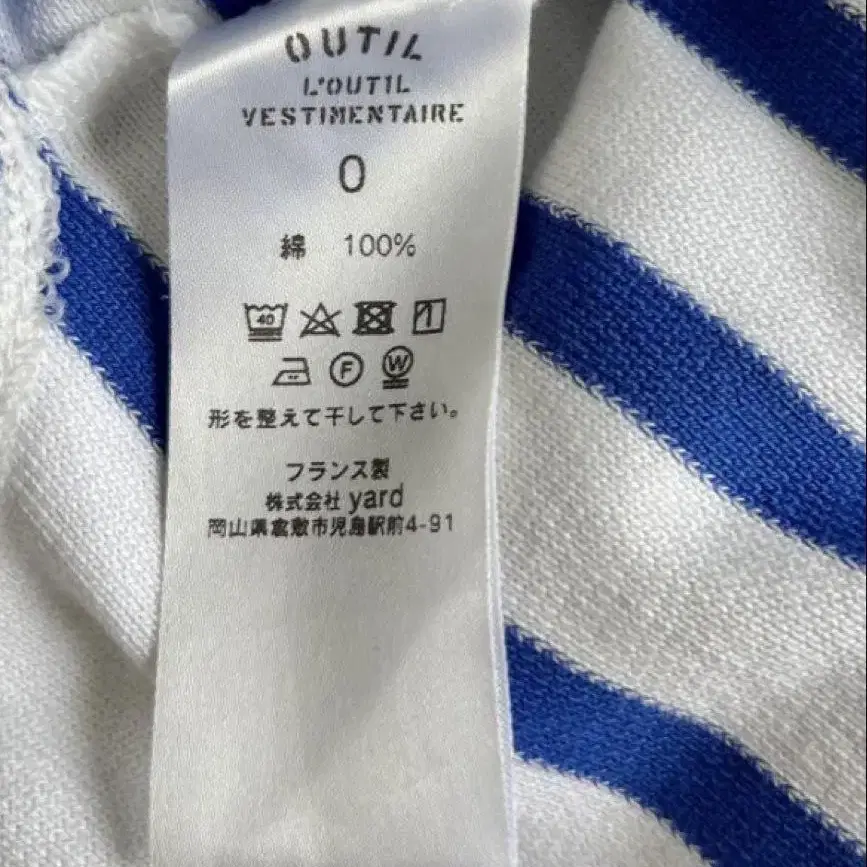 OUTIL
L'OUTIL
VESTIMENTAIRE
0
綿 100%
40
F W
形を整えて干して下さい。
フランス製
株式会社 yard
岡山県倉敷市児島駅前4-91